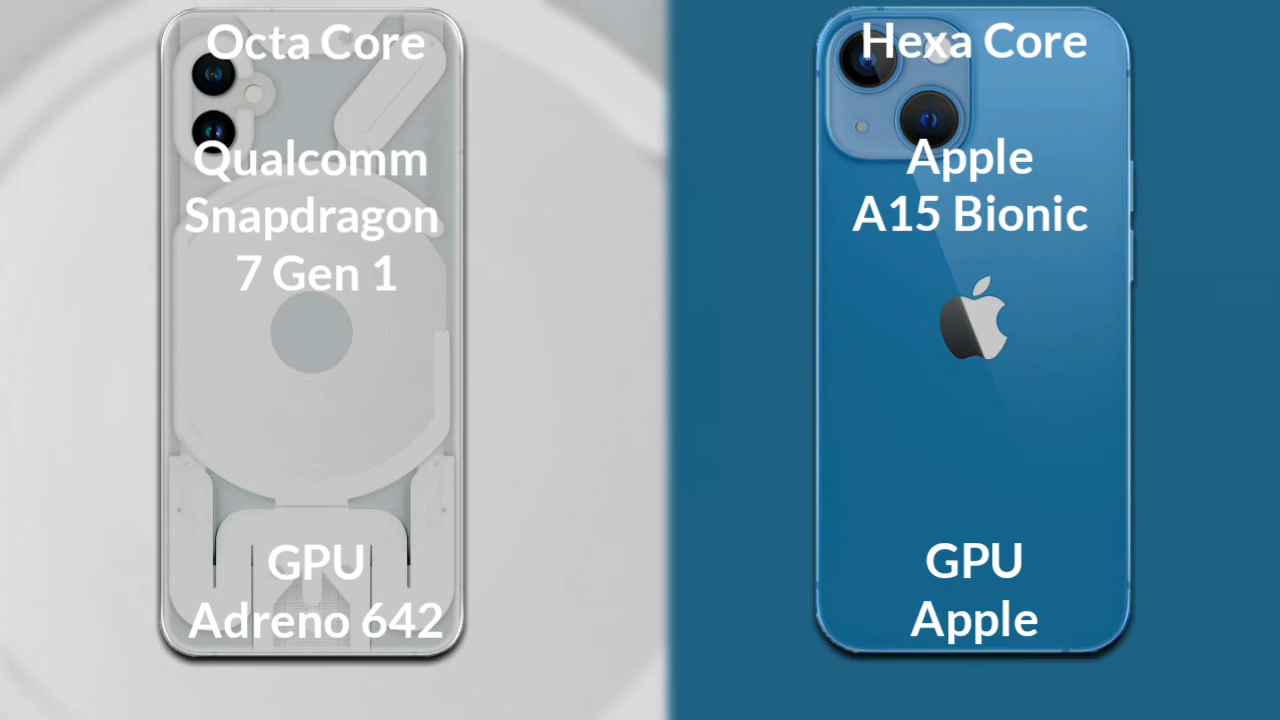 Octa Core
Qualcomm
Snapdragon
7 Gen 1
GPU
Adreno 642
Hexa Core
Apple
A15 Bionic
GPU
Apple